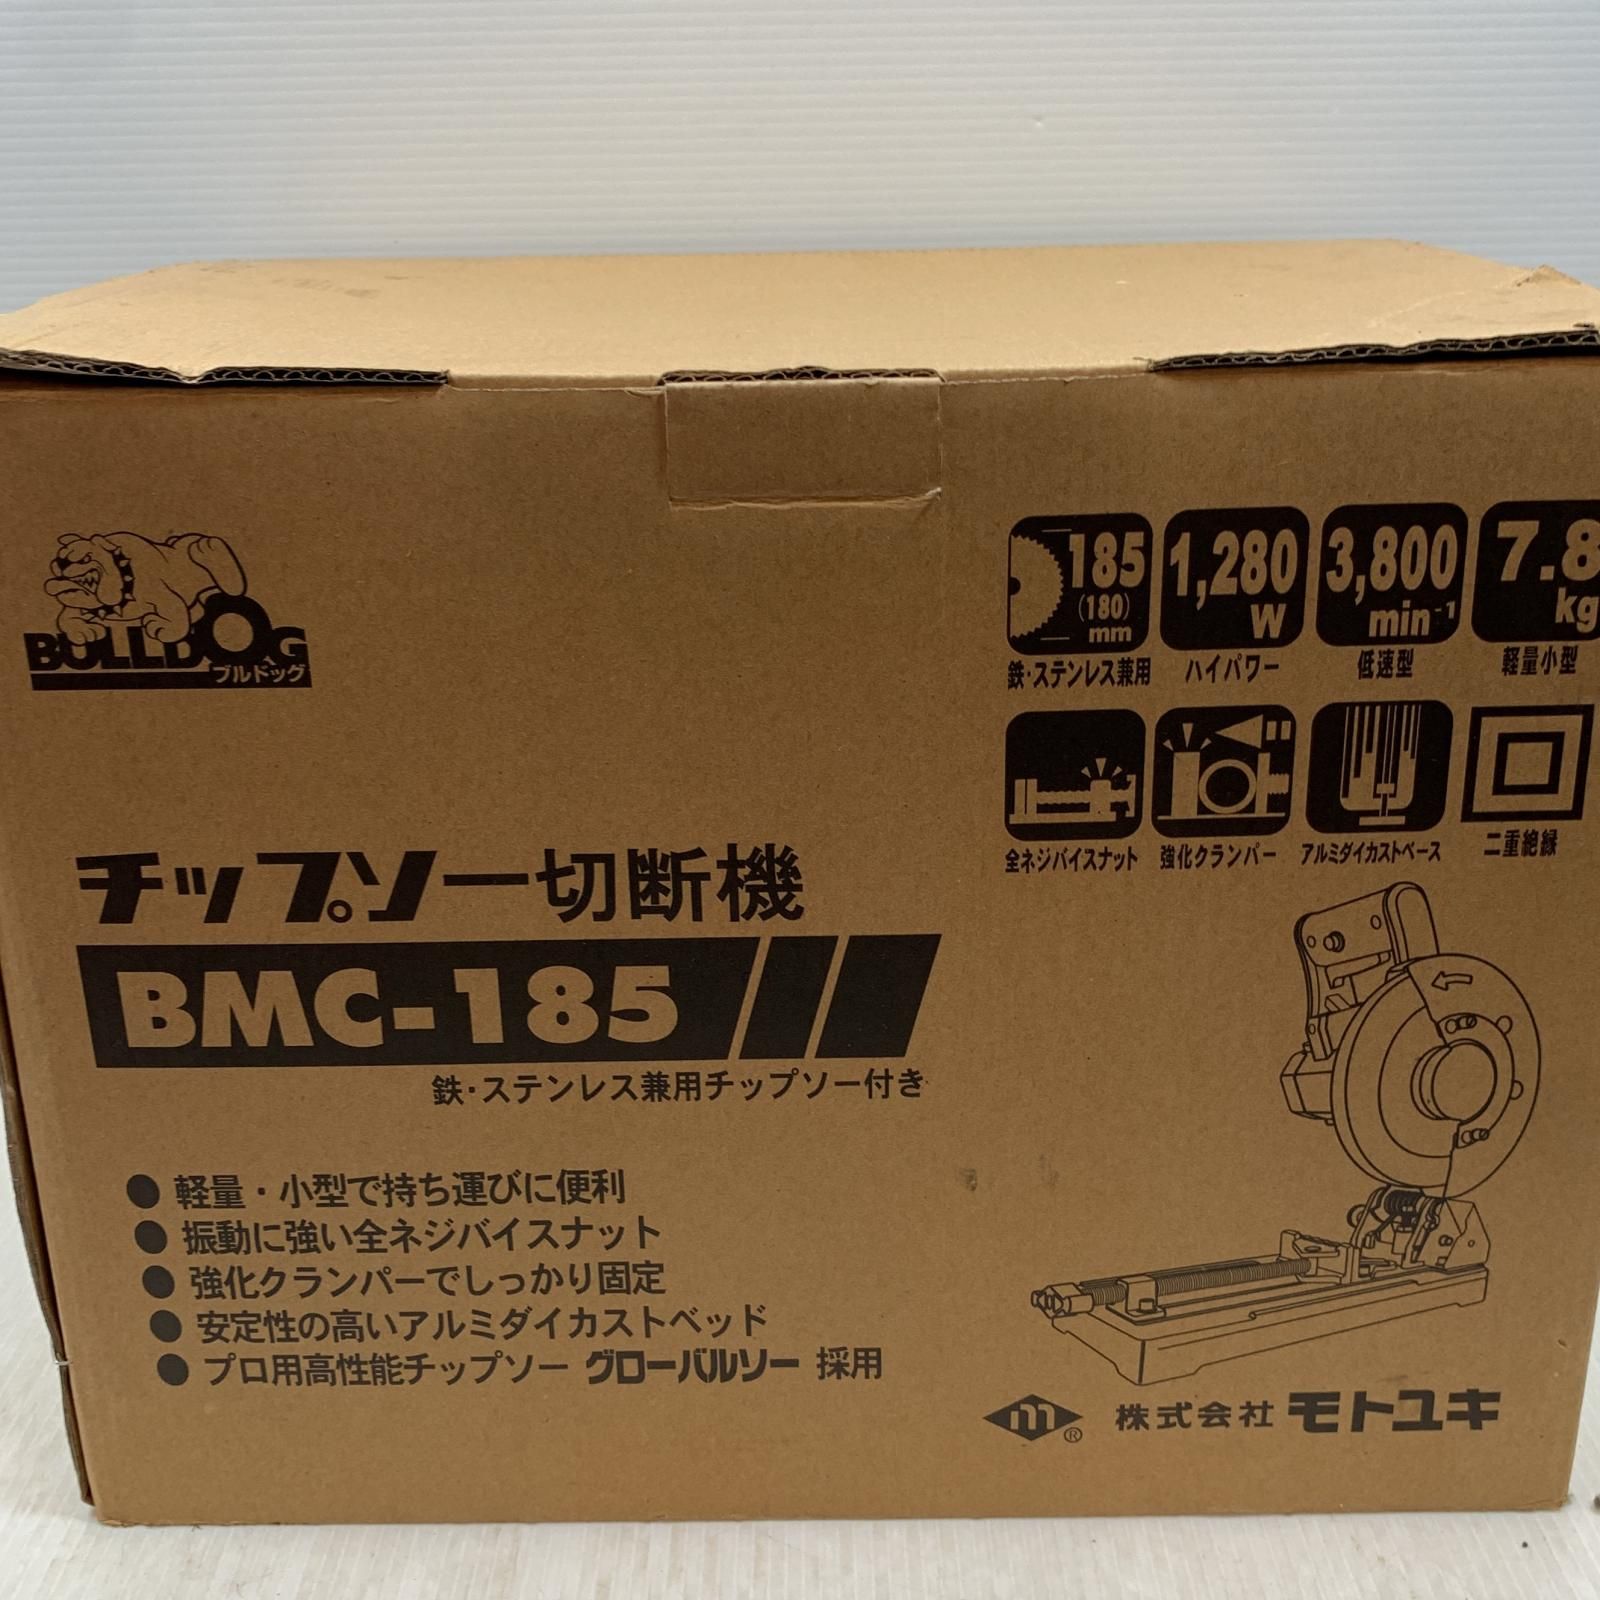 BULLDOG
ブルドッグ
185
(180)
mm
鉄・ステンレス兼用
1,280
W
ハイパワー
3,800
min-1
低速型
7.8
kg
軽量小型
全ネジバイスナット
強化クランパー
アルミダイカストベース
二重絶縁
チップソー切断機
BMC-185
鉄・ステンレス兼用チップソー付き
● 軽量・小型で持ち運びに便利
● 振動に強い全ネジバイスナット
● 強化クランパーでしっかり固定
● 安定性の高いアルミダイカストベッド
● プロ用高性能チップソー グローバルソー 採用
m ® 株式会社 モトユキ